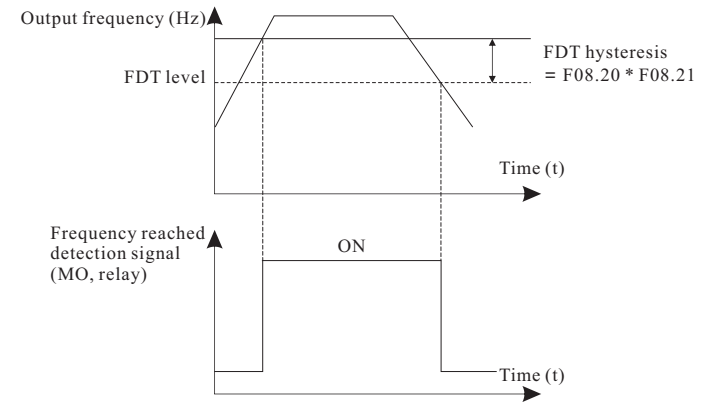 Output frequency (Hz)
FDT level
FDT hysteresis
= F08.20 * F08.21
Time (t)
Frequency reached
detection signal
(MO, relay)
ON
Time (t)